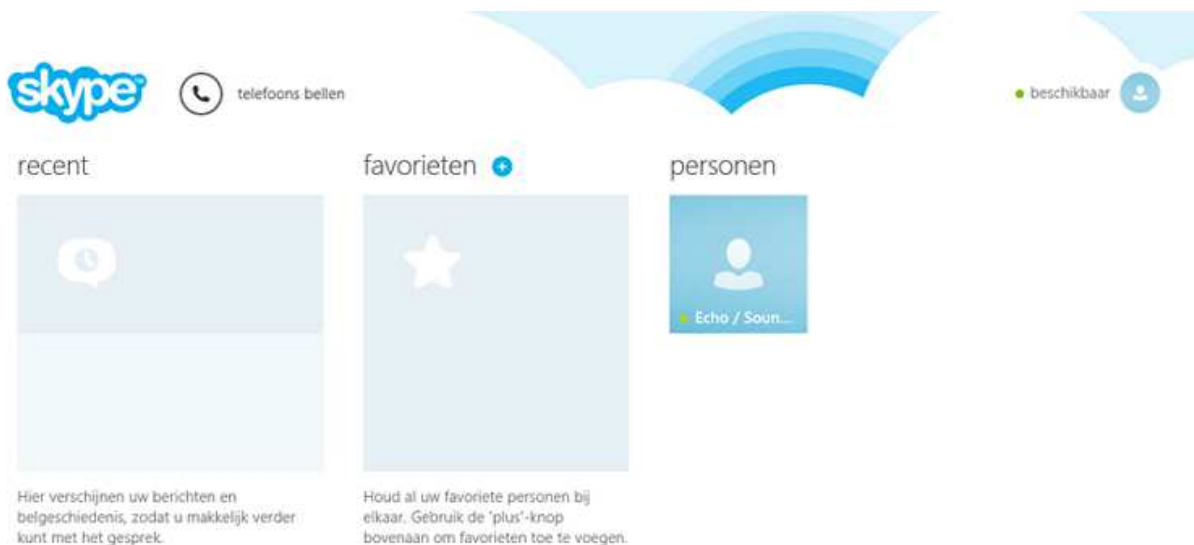 skype
telefoons bellen
beschikbaar
recent
favorieten
personen
Echo / Soun...
Hier verschijnen uw berichten en
belgeschiedenis, zodat u makkelijk verder
kunt met het gesprek.
Houd al uw favoriete personen bij
elkaar. Gebruik de 'plus'-knop
bovenaan om favorieten toe te voegen.